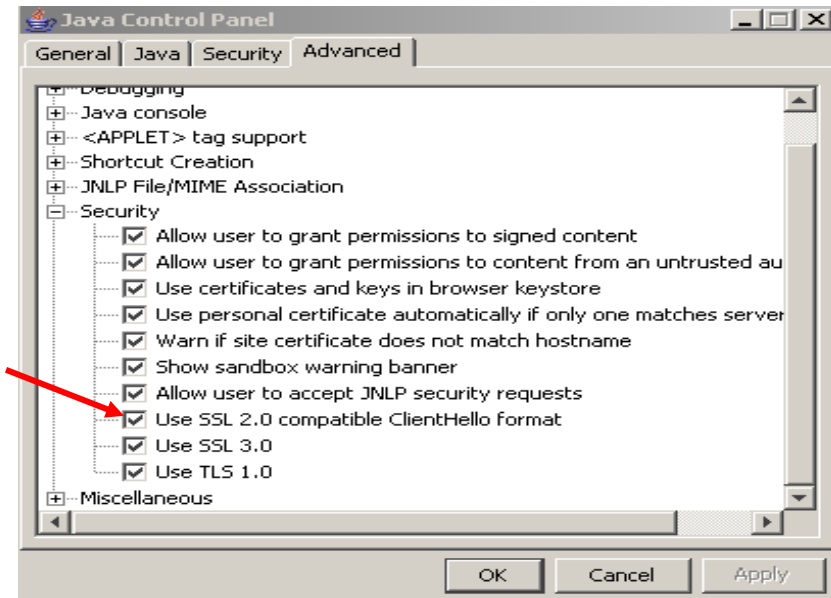 Java Control Panel
General Java Security Advanced
Debugging
Java console
<APPLET> tag support
Shortcut Creation
JNLP File/MIME Association
Security
Allow user to grant permissions to signed content
Allow user to grant permissions to content from an untrusted au
Use certificates and keys in browser keystore
Use personal certificate automatically if only one matches server
Warn if site certificate does not match hostname
Show sandbox warning banner
Allow user to accept JNLP security requests
Use SSL 2.0 compatible ClientHello format
Use SSL 3.0
Use TLS 1.0
Miscellaneous
OK Cancel Apply